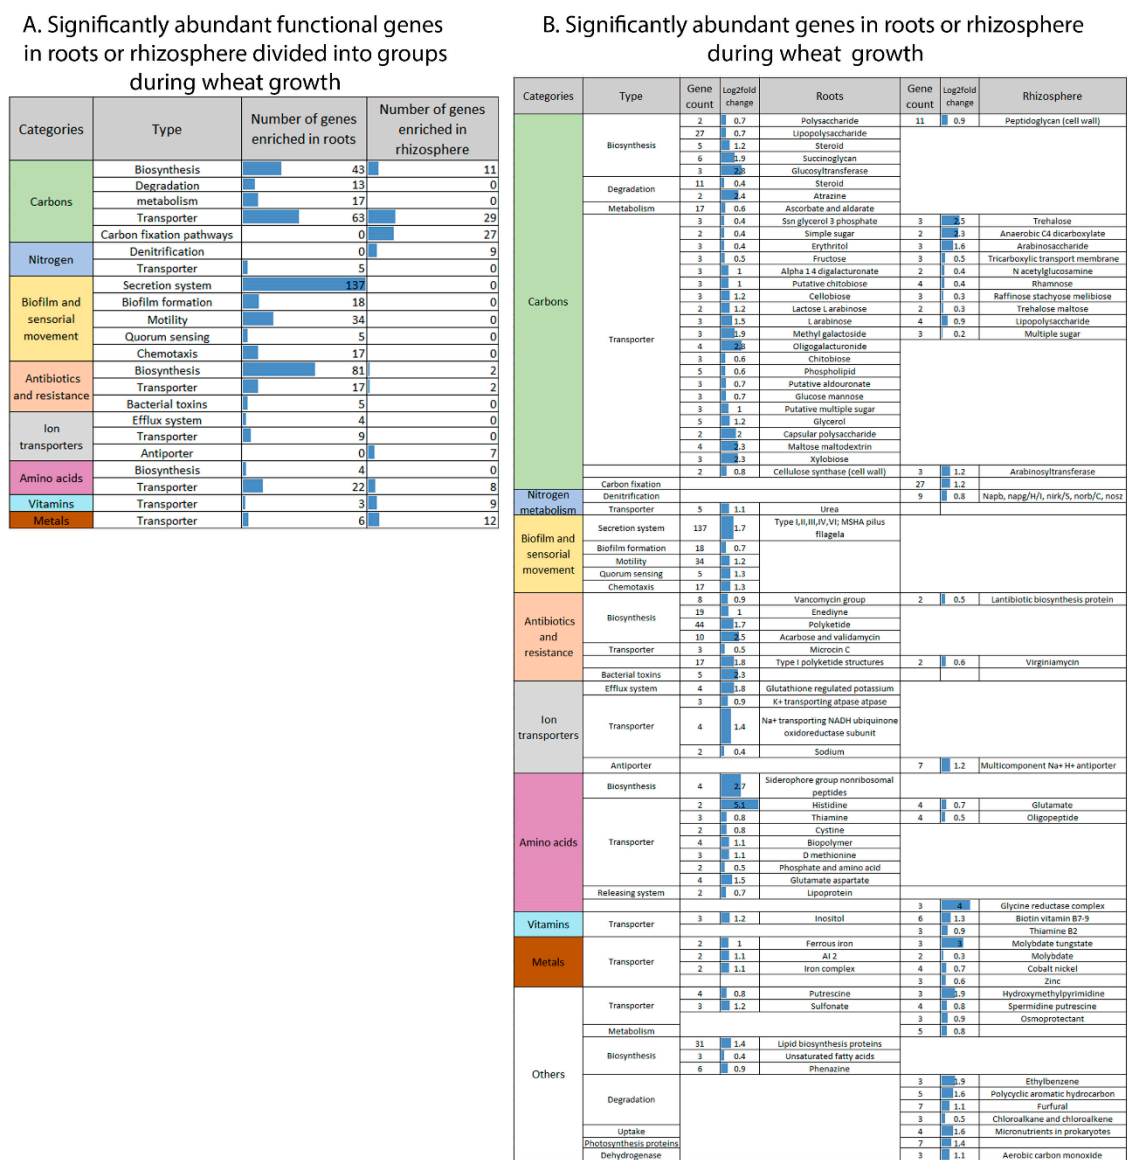 A. Significantly abundant functional genes
in roots or rhizosphere divided into groups
during wheat growth
Categories Type Number of genes enriched in roots Number of genes enriched in rhizosphere
Carbons Biosynthesis 43 11
Degradation 13 0
metabolism 17 0
Transporter 63 29
Carbon fixation pathways 0 27
Nitrogen Denitrification 0 9
Transporter 5 0
Biofilm and sensorial movement Secretion system 137 0
Biofilm formation 18 0
Motility 34 0
Quorum sensing 5 0
Chemotaxis 17 0
Antibiotics and resistance Biosynthesis 81 2
Transporter 17 2
Bacterial toxins 5 0
Ion transporters Efflux system 4 0
Transporter 9 0
Antiporter 0 7
Amino acids Biosynthesis 4 0
Transporter 22 8
Vitamins Transporter 3 9
Metals Transporter 6 12
B. Significantly abundant genes in roots or rhizosphere
during wheat growth
Categories Type Gene count Log2fold change Roots Gene count Log2fold change Rhizosphere
Carbons Biosynthesis 2 0.7 Polysaccharide 11 0.9 Peptidoglycan (cell wall)
27 0.7 Lipopolysaccharide
5 1.2 Steroid
6 1.9 Succinoglycan
3 2.8 Glucosyltransferase
Degradation 11 0.4 Steroid
2 2.4 Atrazine
Metabolism 17 0.6 Ascorbate and aldarate
Transporter 3 0.4 Ssn glycerol 3 phosphate 3 2.5 Trehalose
2 0.4 Simple sugar 2 2.3 Anaerobic C4 dicarboxylate
3 0.4 Erythritol 3 1.6 Arabinosaccharide
3 0.5 Fructose 3 0.5 Tricarboxylic transport membrane
3 1 Alpha 1 4 digalacturonate 2 0.4 N acetylglucosamine
3 1 Putative chitobiose 4 0.4 Rhamnose
3 1.2 Cellobiose 3 0.3 Raffinose stachyose melibiose
2 1.2 Lactose L arabinose 2 0.3 Trehalose maltose
3 1.5 L arabinose 4 0.9 Lipopolysaccharide
3 1.9 Methyl galactoside 3 0.2 Multiple sugar
4 2.8 Oligogalacturonide
3 0.6 Chitobiose
5 0.6 Phospholipid
3 0.7 Putative aldouronate
3 0.7 Glucose mannose
3 1 Putative multiple sugar
5 1.2 Glycerol
2 2 Capsular polysaccharide
4 2.3 Maltose maltodextrin
3 2.3 Xylobiose
2 0.8 Cellulose synthase (cell wall) 3 1.2 Arabinosyltransferase
Carbon fixation 27 1.2
Nitrogen metabolism Denitrification 9 0.8 Napb, napg/H/I, nirk/S, norb/C, nosz
Transporter 5 1.1 Urea
Biofilm and sensorial movement Secretion system 137 1.7 Type I,II,III,IV,VI; MSHA pilus fllagela
Biofilm formation 18 0.7
Motility 34 1.2
Quorum sensing 5 1.3
Chemotaxis 17 1.3
Antibiotics and resistance Biosynthesis 8 0.9 Vancomycin group 2 0.5 Lantibiotic biosynthesis protein
19 1 Enediyne
44 1.7 Polyketide
10 2.5 Acarbose and validamycin
Transporter 3 0.5 Microcin C
17 1.8 Type I polyketide structures 2 0.6 Virginiamycin
Bacterial toxins 5 2.3
Ion transporters Efflux system 4 1.8 Glutathione regulated potassium
Transporter 3 0.9 K+ transporting atpase atpase
4 1.4 Na+ transporting NADH ubiquinone oxidoreductase subunit
2 0.4 Sodium
Antiporter 7 1.2 Multicomponent Na+ H+ antiporter
Amino acids Biosynthesis 4 2.7 Siderophore group nonribosomal peptides
Transporter 2 5.1 Histidine 4 0.7 Glutamate
3 0.8 Thiamine 4 0.5 Oligopeptide
2 0.8 Cystine
4 1.1 Biopolymer
3 1.1 D methionine
2 0.5 Phosphate and amino acid
4 1.5 Glutamate aspartate
Releasing system 2 0.7 Lipoprotein
3 4 Glycine reductase complex
Vitamins Transporter 3 1.2 Inositol 6 1.3 Biotin vitamin B7-9
3 0.9 Thiamine B2
Metals Transporter 2 1 Ferrous iron 3 3 Molybdate tungstate
2 1.1 AI 2 2 0.3 Molybdate
2 1.1 Iron complex 4 0.7 Cobalt nickel
3 0.6 Zinc
Others Transporter 4 0.8 Putrescine 3 1.9 Hydroxymethylpyrimidine
3 1.2 Sulfonate 4 0.8 Spermidine putrescine
3 0.9 Osmoprotectant
Metabolism 5 0.8
Biosynthesis 31 1.4 Lipid biosynthesis proteins
3 0.4 Unsaturated fatty acids
6 0.9 Phenazine
Degradation 3 1.9 Ethylbenzene
5 1.6 Polycyclic aromatic hydrocarbon
7 1.1 Furfural
3 0.5 Chloroalkane and chloroalkene
Uptake 4 1.6 Micronutrients in prokaryotes
Photosynthesis proteins 7 1.4
Dehydrogenase 3 1.1 Aerobic carbon monoxide